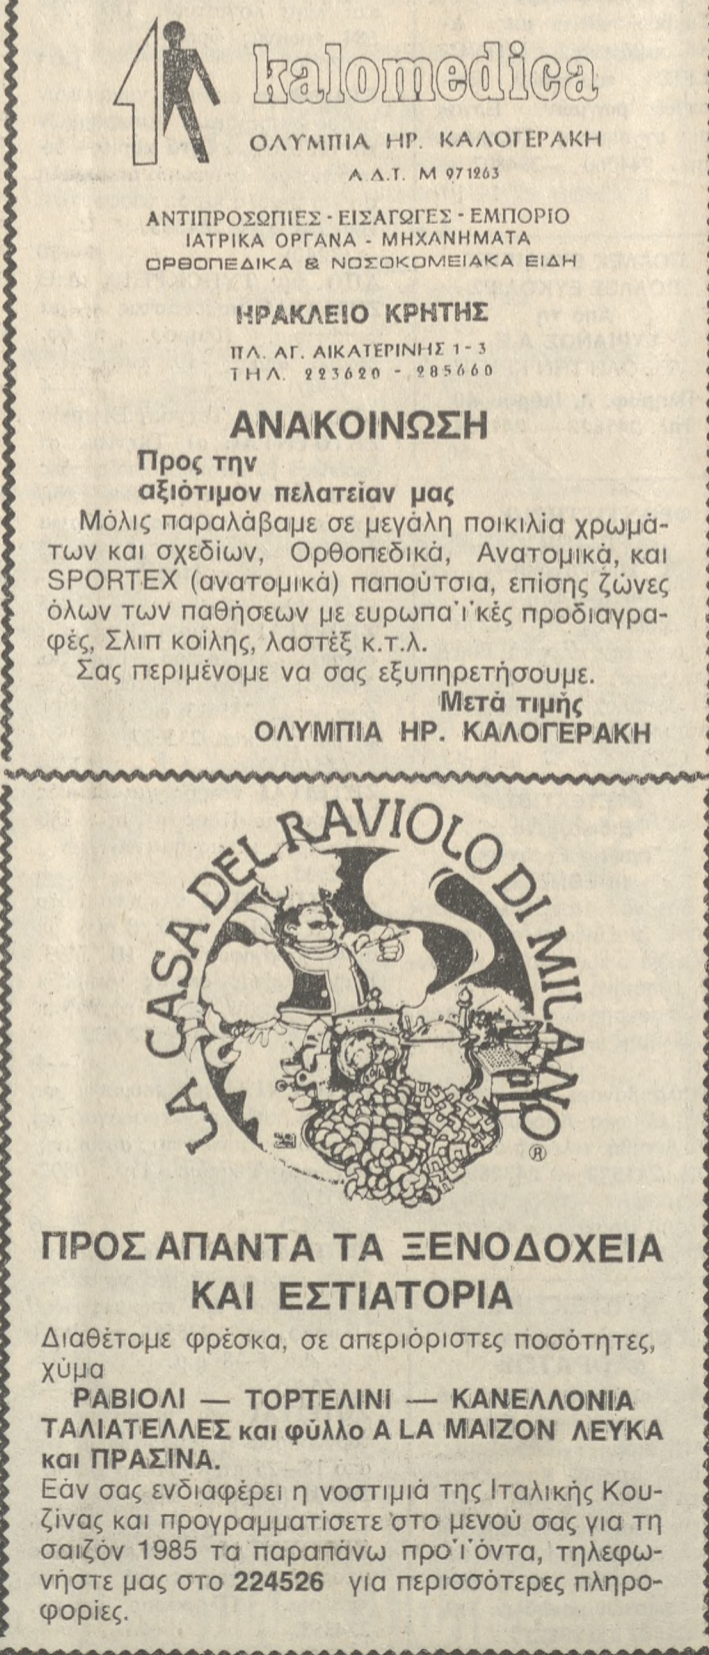 kalomedica
ΟΛΥΜΠΙΑ ΗΡ. ΚΑΛΟΓΕΡΑΚΗ
Α Δ.Τ. Μ 971263
ΑΝΤΙΠΡΟΣΩΠΙΕΣ - ΕΙΣΑΓΩΓΕΣ - ΕΜΠΟΡΙΟ
ΙΑΤΡΙΚΑ ΟΡΓΑΝΑ - ΜΗΧΑΝΗΜΑΤΑ
ΟΡΘΟΠΕΔΙΚΑ & ΝΟΣΟΚΟΜΕΙΑΚΑ ΕΙΔΗ
ΗΡΑΚΛΕΙΟ ΚΡΗΤΗΣ
ΠΛ. ΑΓ. ΑΙΚΑΤΕΡΙΝΗΣ 1 - 3
ΤΗΛ. 223620 - 285660
ΑΝΑΚΟΙΝΩΣΗ
Προς την
αξιότιμον πελατείαν μας
Μόλις παραλάβαμε σε μεγάλη ποικιλία χρωμά-
των και σχεδίων, Ορθοπεδικά, Ανατομικά, και
SPORTEX (ανατομικά) παπούτσια, επίσης ζώνες
όλων των παθήσεων με ευρωπα'ι'κές προδιαγρα-
φές, Σλιπ κοίλης, λαστέξ κ.τ.λ.
Σας περιμένομε να σας εξυπηρετήσουμε.
Μετά τιμής
ΟΛΥΜΠΙΑ ΗΡ. ΚΑΛΟΓΕΡΑΚΗ
LA CASA DEL RAVIOLO DI MILANO
®
ΠΡΟΣ ΑΠΑΝΤΑ ΤΑ ΞΕΝΟΔΟΧΕΙΑ
ΚΑΙ ΕΣΤΙΑΤΟΡΙΑ
Διαθέτομε φρέσκα, σε απεριόριστες ποσότητες,
χύμα
ΡΑΒΙΟΛΙ — ΤΟΡΤΕΛΙΝΙ — ΚΑΝΕΛΛΟΝΙΑ
ΤΑΛΙΑΤΕΛΛΕΣ και φύλλο A LA MAIZON ΛΕΥΚΑ
και ΠΡΑΣΙΝΑ.
Εάν σας ενδιαφέρει η νοστιμιά της Ιταλικής Κου-
ζίνας και προγραμματίσετε στο μενού σας για τη
σαιζόν 1985 τα παραπάνω προ'ι'όντα, τηλεφω-
νήστε μας στο 224526 για περισσότερες πληρο-
φορίες.